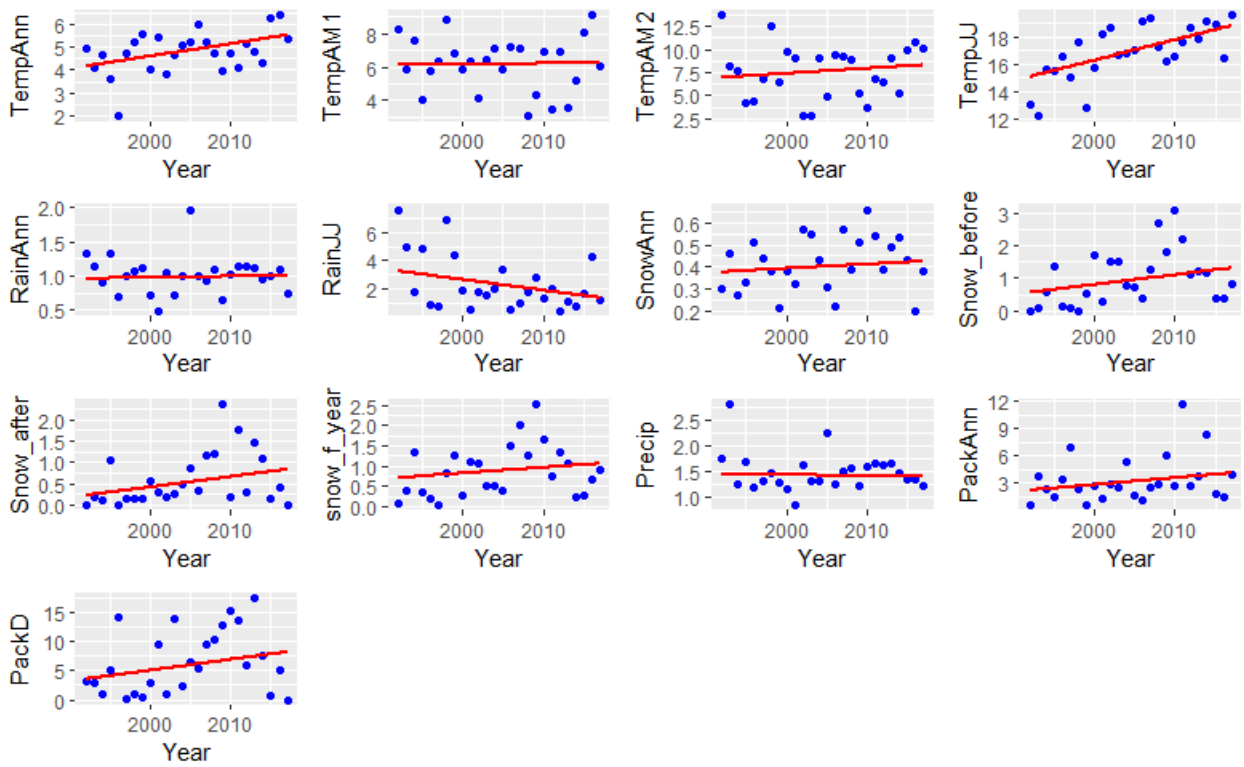 TempAnn
6
5
4
3
2
2000 2010
Year
TempAM1
8
6
4
2000 2010
Year
TempAM2
12.5
10.0
7.5
5.0
2.5
2000 2010
Year
TempJJ
18
16
14
12
2000 2010
Year
RainAnn
2.0
1.5
1.0
0.5
2000 2010
Year
RainJJ
6
4
2
2000 2010
Year
SnowAnn
0.6
0.5
0.4
0.3
0.2
2000 2010
Year
Snow_before
3
2
1
0
2000 2010
Year
Snow_after
2.0
1.5
1.0
0.5
0.0
2000 2010
Year
snow_f_year
2.5
2.0
1.5
1.0
0.5
0.0
2000 2010
Year
Precip
2.5
2.0
1.5
1.0
2000 2010
Year
PackAnn
12
9
6
3
2000 2010
Year
PackD
15
10
5
0
2000 2010
Year